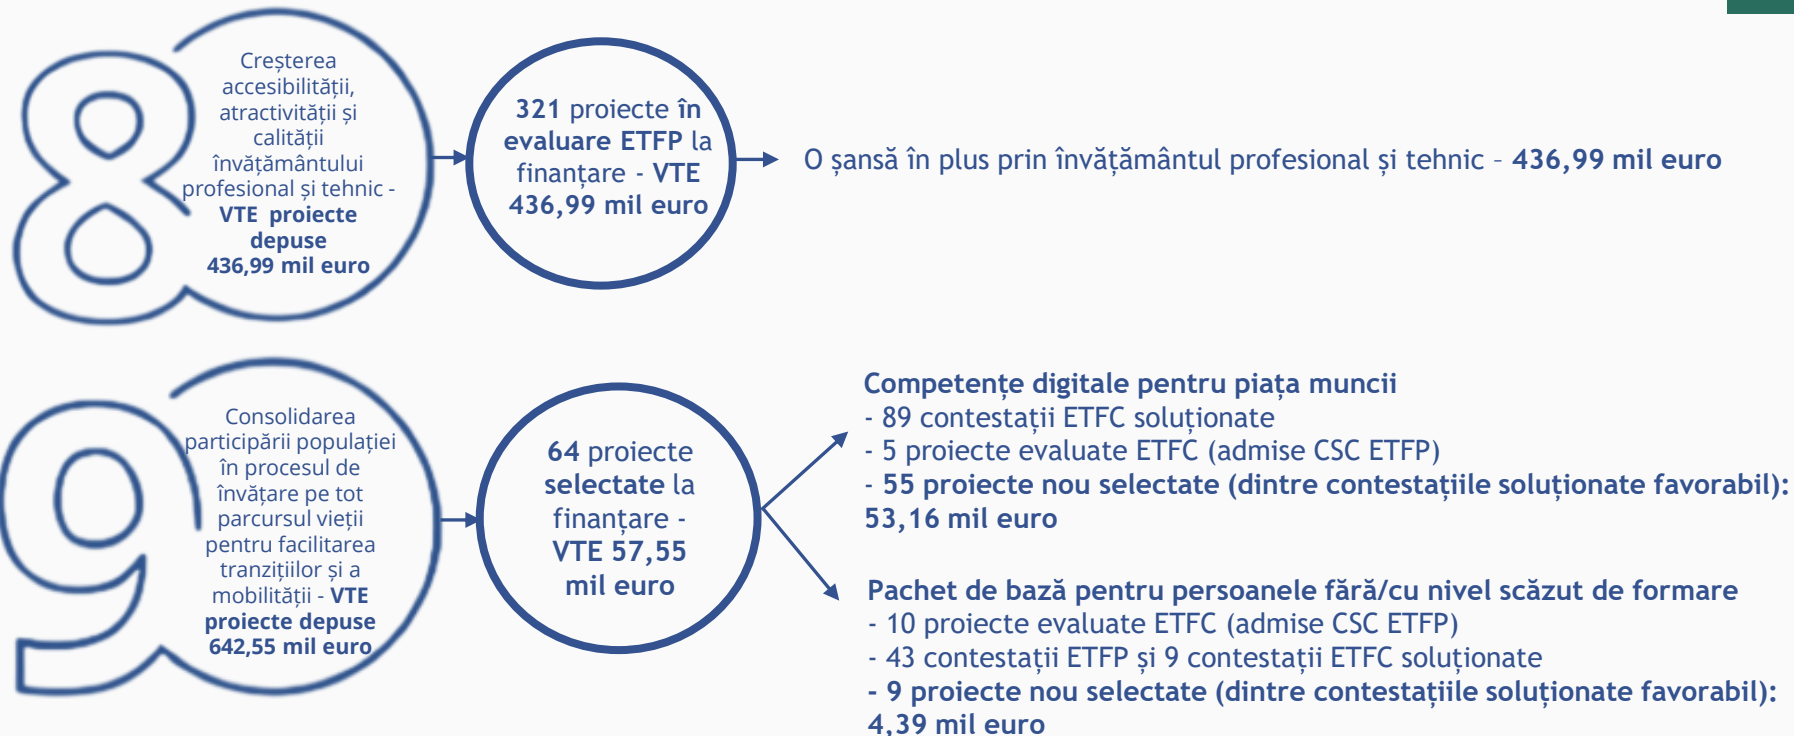 8
Creșterea
accesibilității,
atractivității și
calității
învățământului
profesional și tehnic -
VTE proiecte
depuse
436,99 mil euro
321 proiecte în
evaluare ETFP la
finanțare - VTE
436,99 mil euro
O șansă în plus prin învățământul profesional și tehnic – 436,99 mil euro
9
Consolidarea
participării populației
în procesul de
învățare pe tot
parcursul vieții
pentru facilitarea
tranzițiilor și a
mobilității - VTE
proiecte depuse
642,55 mil euro
64 proiecte
selectate la
finanțare -
VTE 57,55
mil euro
Competențe digitale pentru piața muncii
- 89 contestații ETFC soluționate
- 5 proiecte evaluate ETFC (admise CSC ETFP)
- 55 proiecte nou selectate (dintre contestațiile soluționate favorabil):
53,16 mil euro
Pachet de bază pentru persoanele fără/cu nivel scăzut de formare
- 10 proiecte evaluate ETFC (admise CSC ETFP)
- 43 contestații ETFP și 9 contestații ETFC soluționate
- 9 proiecte nou selectate (dintre contestațiile soluționate favorabil):
4,39 mil euro